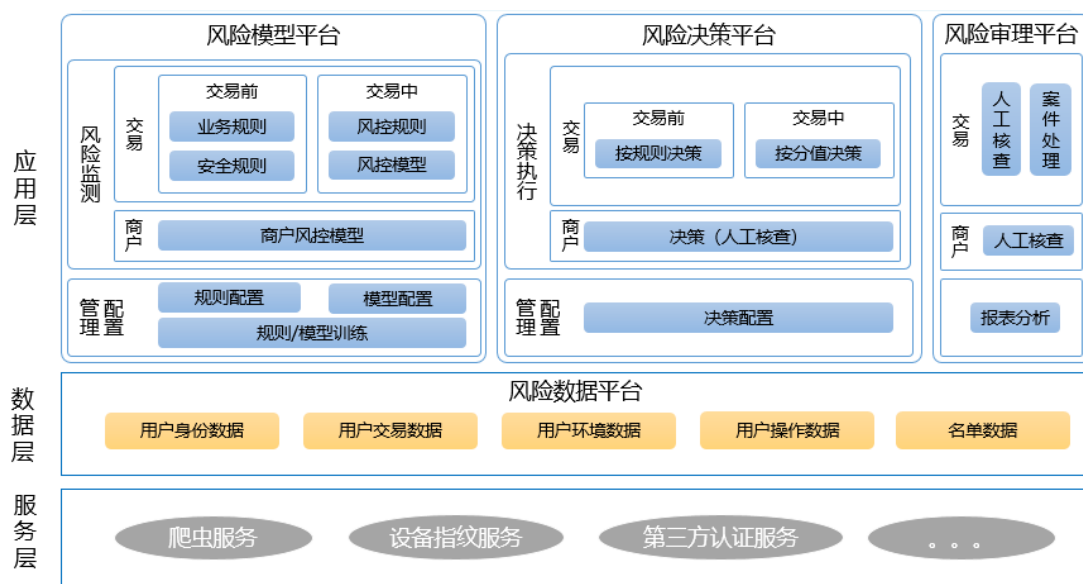 应用层
风险模型平台
风险监测
交易
交易前
业务规则
安全规则
交易中
风控规则
风控模型
商户
商户风控模型
配置管理
规则配置
模型配置
规则/模型训练
风险决策平台
决策执行
交易
交易前
按规则决策
交易中
按分值决策
商户
决策（人工核查）
配置管理
决策配置
风险审理平台
交易
人工核查
案件处理
商户
人工核查
报表分析
数据层
风险数据平台
用户身份数据
用户交易数据
用户环境数据
用户操作数据
名单数据
服务层
爬虫服务
设备指纹服务
第三方认证服务
。。。